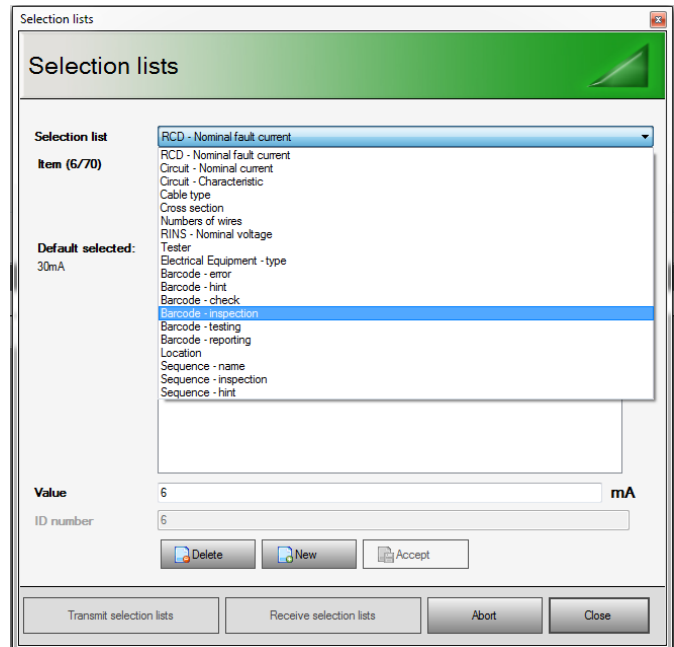 Selection lists
Selection lists
Selection list RCD - Nominal fault current
Item (6/70)
RCD - Nominal fault current
Circuit - Nominal current
Circuit - Characteristic
Cable type
Cross section
Numbers of wires
RINS - Nominal voltage
Tester
Electrical Equipment - type
Barcode - error
Barcode - hint
Barcode - check
Barcode - inspection
Barcode - testing
Barcode - reporting
Location
Sequence - name
Sequence - inspection
Sequence - hint
Default selected:
30mA
Value 6 mA
ID number 6
Delete New Accept
Transmit selection lists Receive selection lists Abort Close